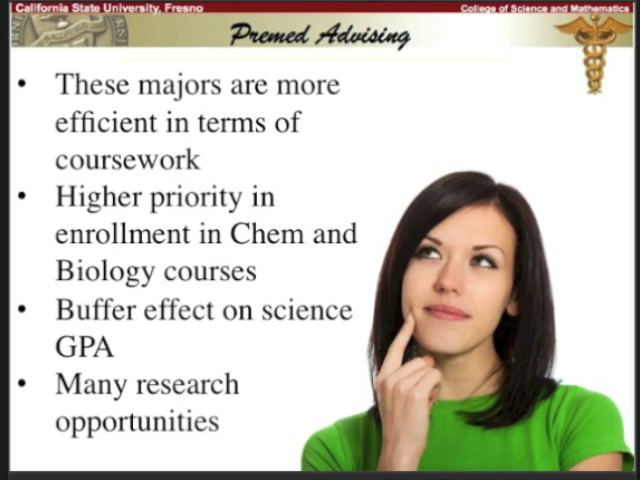 California State University, Fresno
College of Science and Mathematics
Premed Advising
• These majors are more
efficient in terms of
coursework
• Higher priority in
enrollment in Chem and
Biology courses
• Buffer effect on science
GPA
• Many research
opportunities